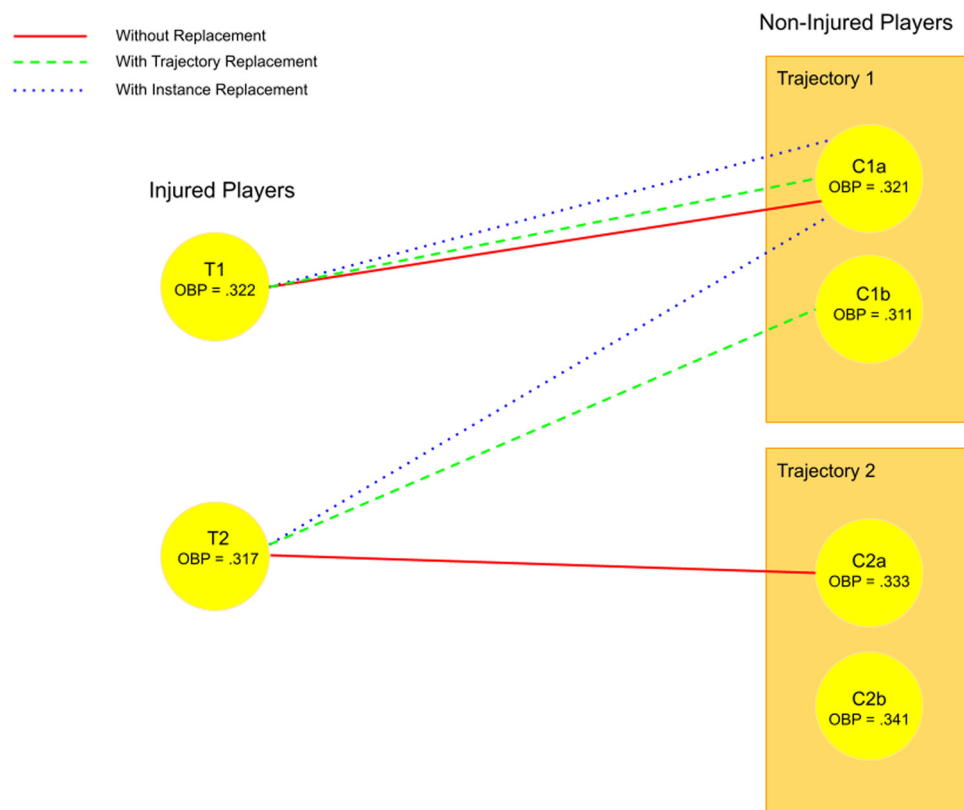 Non-Injured Players
Without Replacement
With Trajectory Replacement
With Instance Replacement
Trajectory 1
C1a
OBP = .321
Injured Players
T1
OBP = .322
C1b
OBP = .311
Trajectory 2
T2
OBP = .317
C2a
OBP = .333
C2b
OBP = .341